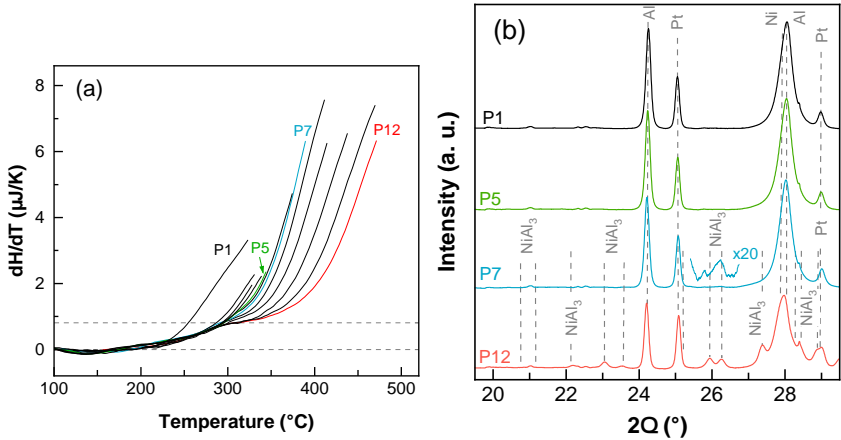 (a)
8
6
4
2
0
dH/dT (µJ/K)
P1
P5
P7
P12
100
200
300
400
500
Temperature (°C)
(b)
Al
Pt
Ni
Al
Pt
P1
P5
P7
P12
NiAl3
NiAl3
NiAl3
NiAl3
x20
NiAl3
NiAl3
Pt
Intensity (a. u.)
20
22
24
26
28
2Q (°)